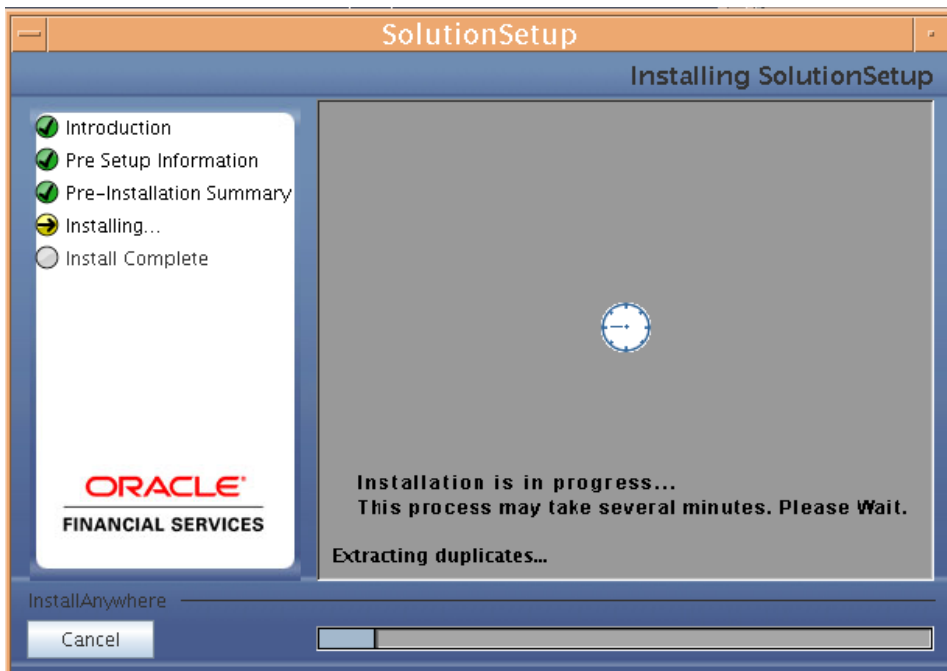 SolutionSetup
Installing SolutionSetup
Introduction
Pre Setup Information
Pre-Installation Summary
Installing...
Install Complete
ORACLE
FINANCIAL SERVICES
Installation is in progress...
This process may take several minutes. Please Wait.
Extracting duplicates...
InstallAnywhere
Cancel